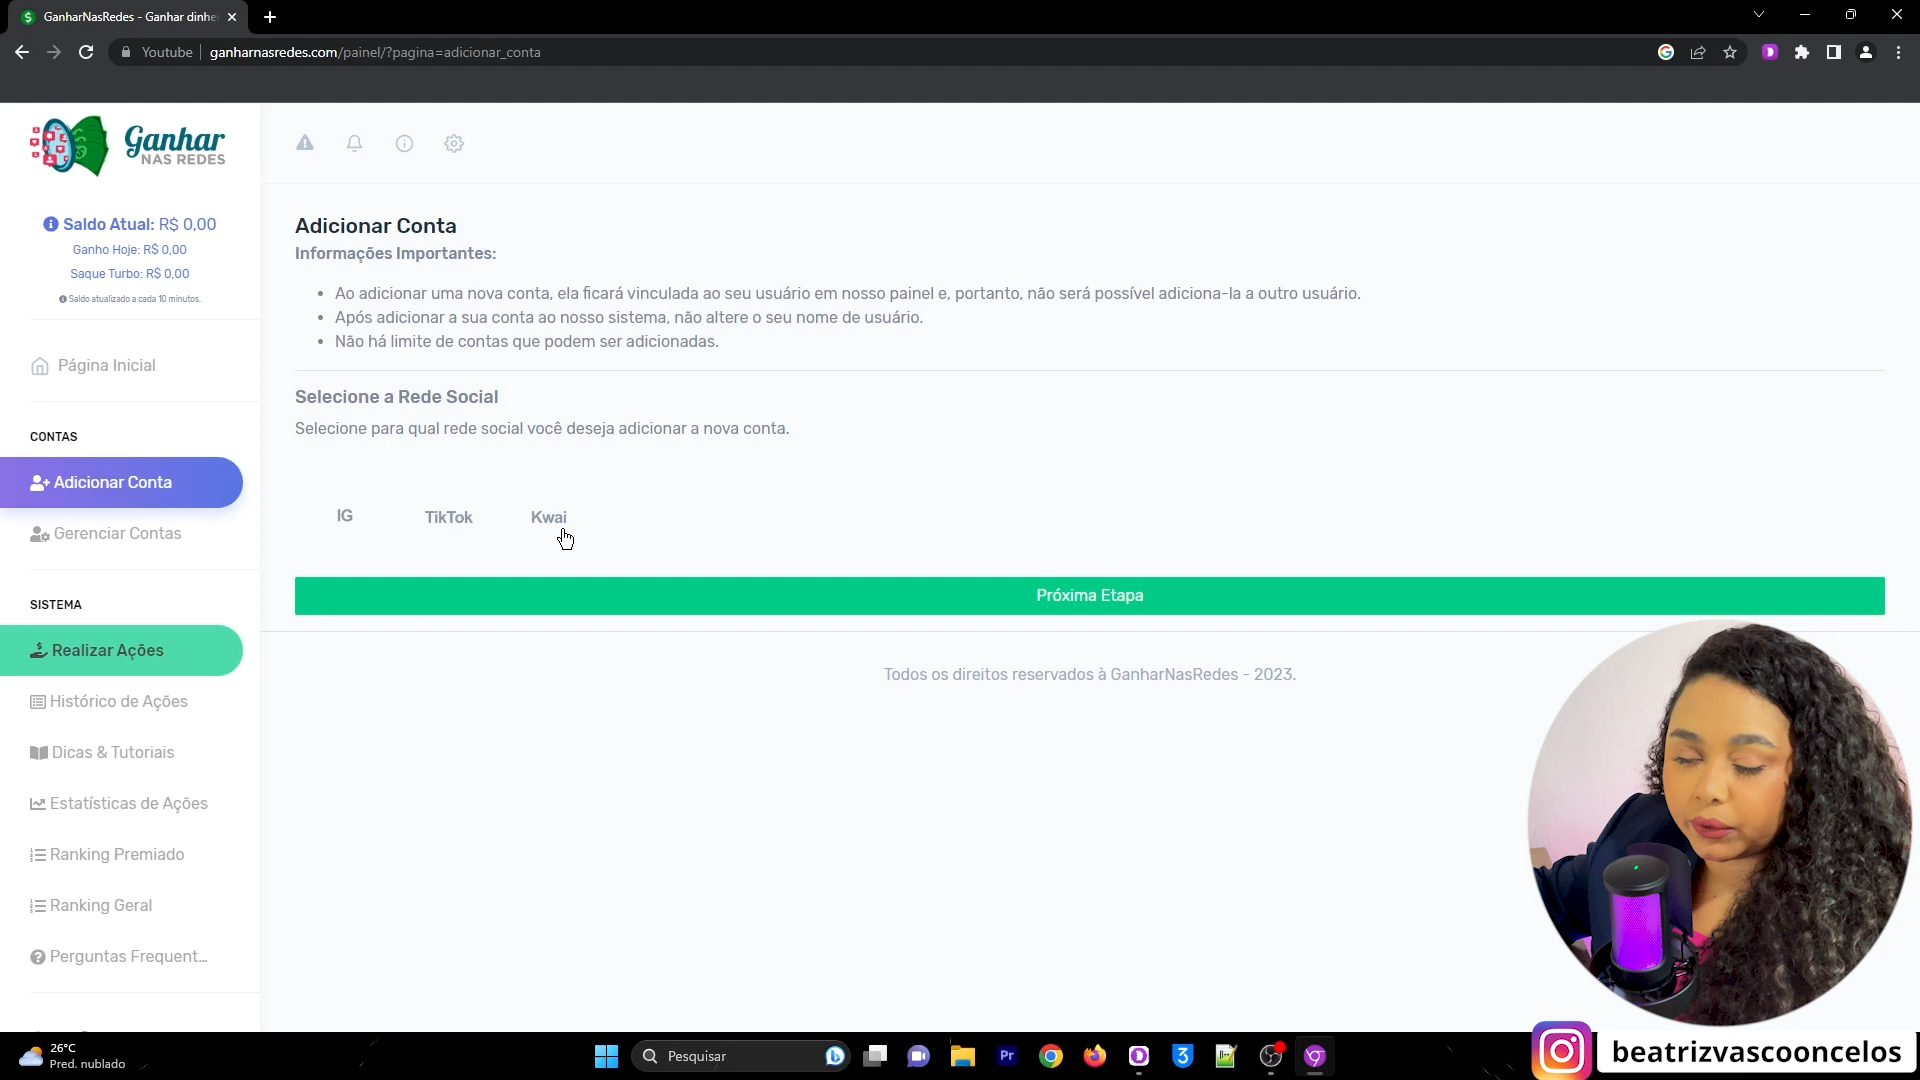 GanharNasRedes - Ganhar dinhe
Youtube
ganharnasredes.com/painel/?pagina=adicionar_conta
Ganhar
NAS REDES
Saldo Atual: R$ 0,00
Ganho Hoje: R$ 0,00
Saque Turbo: R$ 0,00
Saldo atualizado a cada 10 minutos.
Página Inicial
CONTAS
Adicionar Conta
Gerenciar Contas
SISTEMA
Realizar Ações
Histórico de Ações
Dicas & Tutoriais
Estatísticas de Ações
Ranking Premiado
Ranking Geral
Perguntas Frequent...
Adicionar Conta
Informações Importantes:
• Ao adicionar uma nova conta, ela ficará vinculada ao seu usuário em nosso painel e, portanto, não será possível adiciona-la a outro usuário.
• Após adicionar a sua conta ao nosso sistema, não altere o seu nome de usuário.
• Não há limite de contas que podem ser adicionadas.
Selecione a Rede Social
Selecione para qual rede social você deseja adicionar a nova conta.
IG TikTok Kwai
Próxima Etapa
Todos os direitos reservados à GanharNasRedes - 2023.
26°C
Pred. nublado
Pesquisar
Pr
3
beatrizvascooncelos